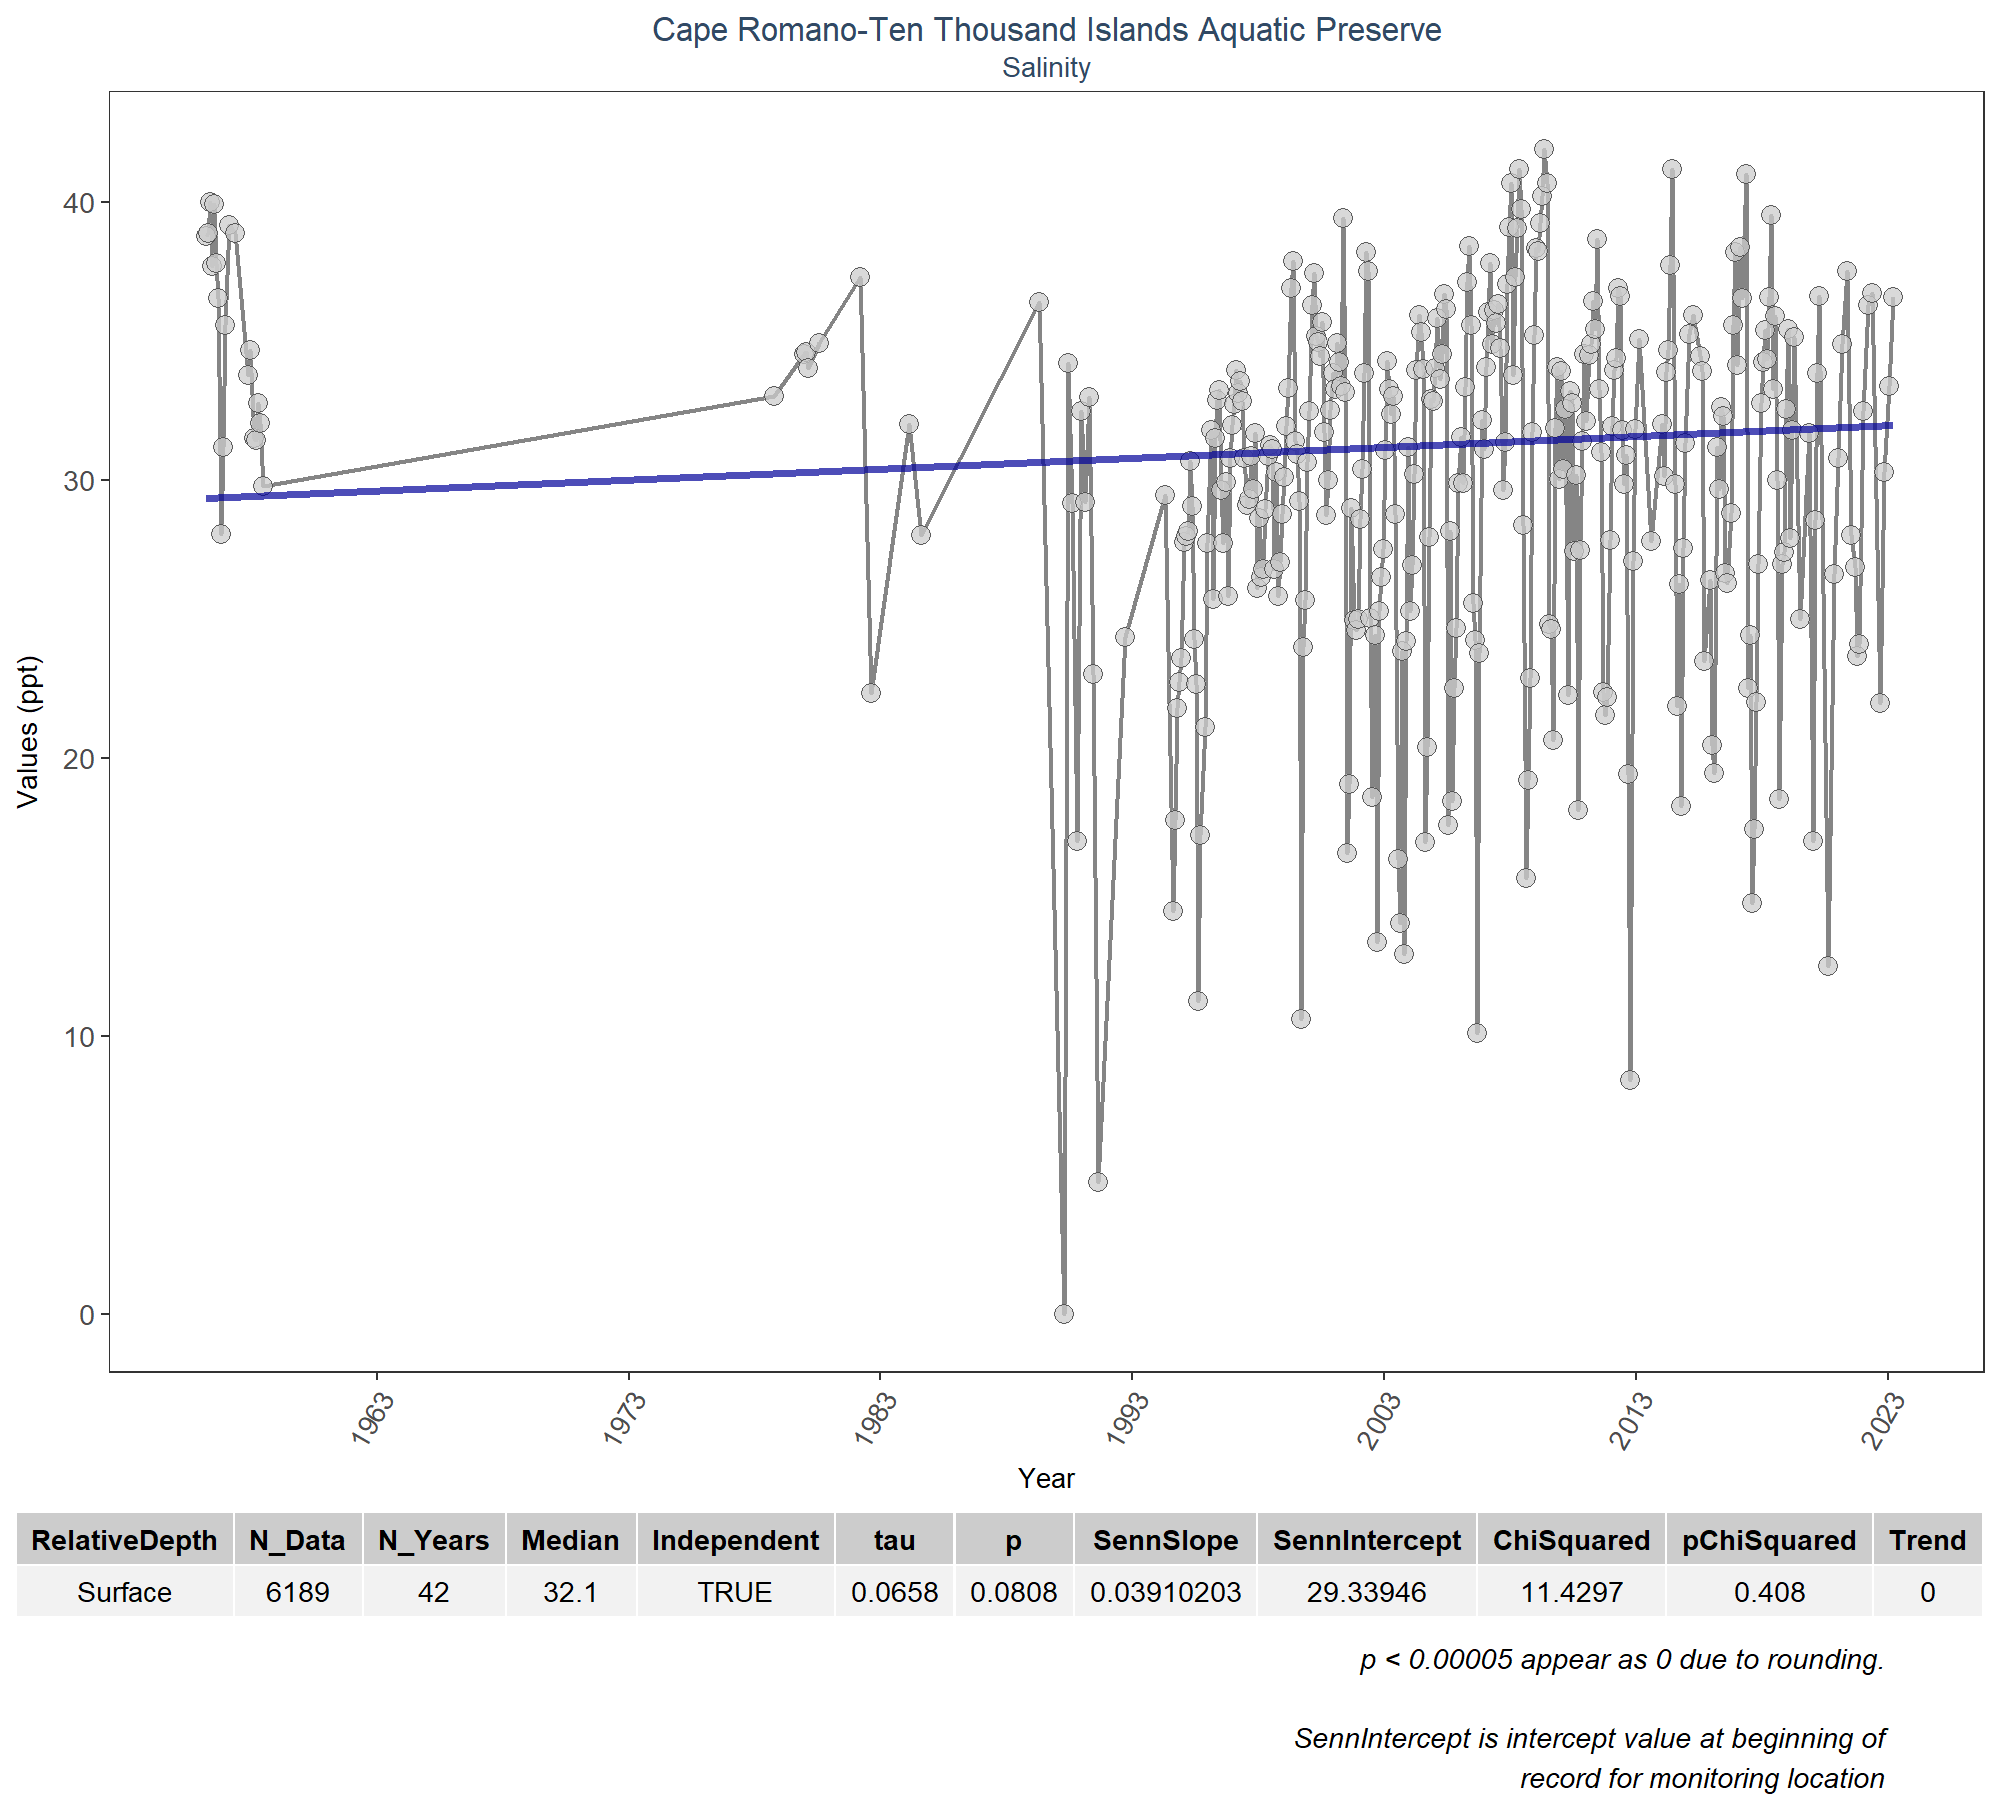 Cape Romano-Ten Thousand Islands Aquatic Preserve
Salinity
Values (ppt)
40
30
20
10
0
1963 1973 1983 1993 2003 2013 2023
Year
RelativeDepth N_Data N_Years Median Independent tau p SennSlope SennIntercept ChiSquared pChiSquared Trend
Surface 6189 42 32.1 TRUE 0.0658 0.0808 0.03910203 29.33946 11.4297 0.408 0
p < 0.00005 appear as 0 due to rounding.
SennIntercept is intercept value at beginning of
record for monitoring location